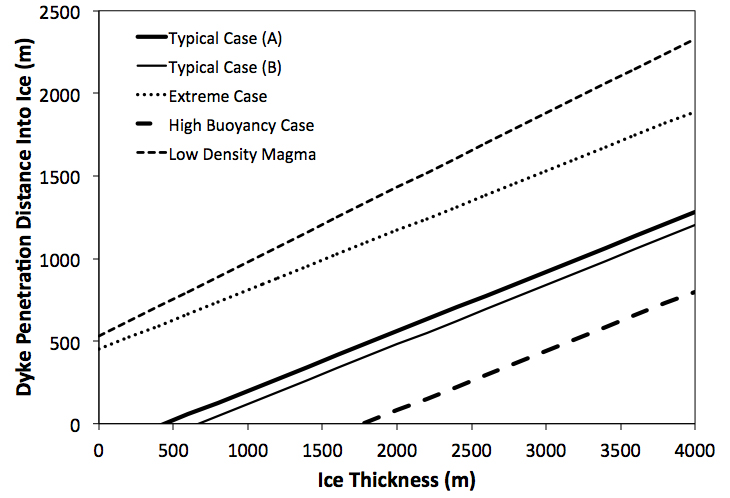 2500
2000
1500
1000
500
0
Dyke Penetration Distance Into Ice (m)
Typical Case (A)
Typical Case (B)
Extreme Case
High Buoyancy Case
Low Density Magma
0 500 1000 1500 2000 2500 3000 3500 4000
Ice Thickness (m)